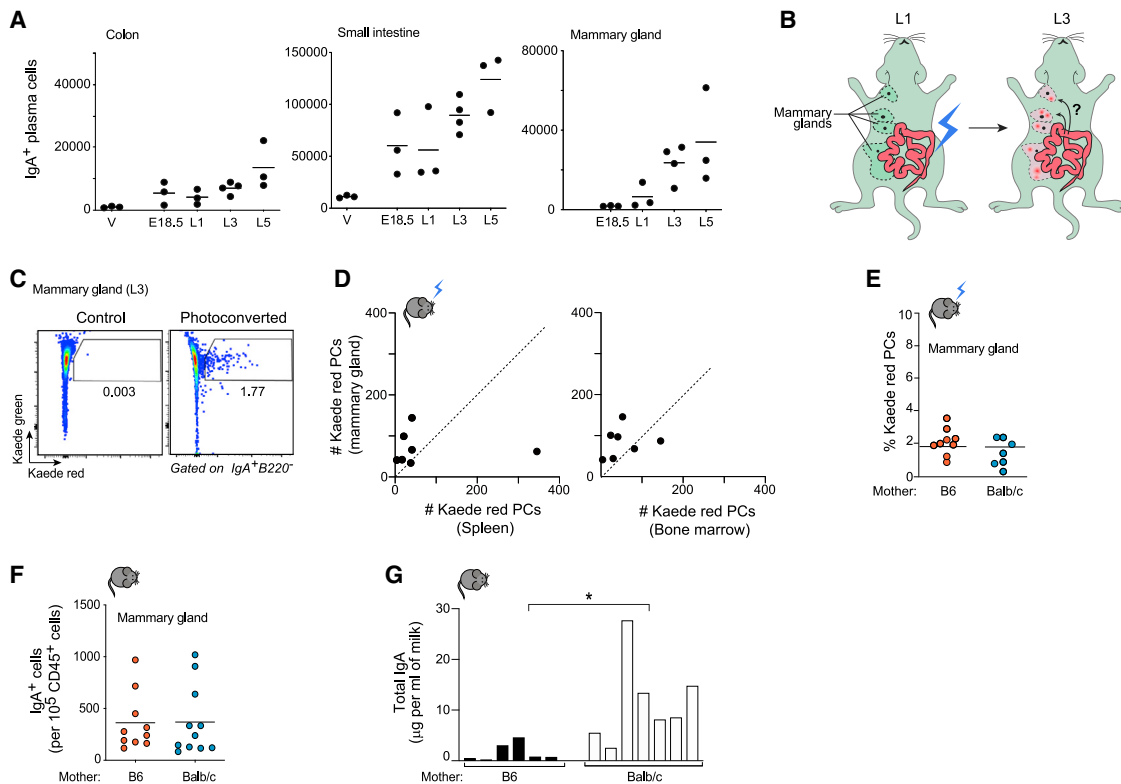 A
Colon
IgA+ plasma cells
40000
20000
0
V E18.5 L1 L3 L5
Small intestine
150000
100000
50000
0
V E18.5 L1 L3 L5
Mammary gland
80000
40000
0
E18.5 L1 L3 L5
B
L1 L3
Mammary
glands
?
C
Mammary gland (L3)
Control Photoconverted
0.003 1.77
Kaede green
Kaede red
Gated on IgA+B220-
D
# Kaede red PCs
(mammary gland)
400
200
0
0 200 400
# Kaede red PCs
(Spleen)
400
200
0
0 200 400
# Kaede red PCs
(Bone marrow)
E
% Kaede red PCs
Mammary gland
10
8
6
4
2
0
Mother: B6 Balb/c
F
IgA+ cells
(per 10⁵ CD45+ cells)
Mammary gland
1500
1000
500
0
Mother: B6 Balb/c
G
Total IgA
(µg per ml of milk)
*
30
20
10
0
Mother: B6 Balb/c